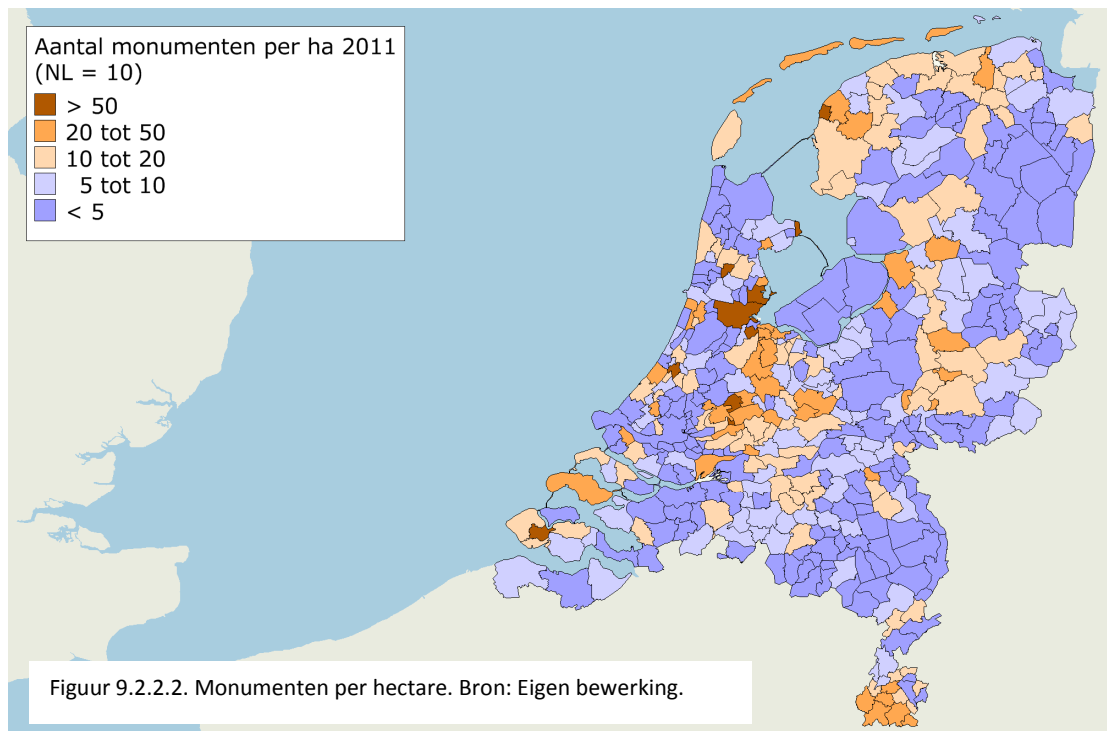 Aantal monumenten per ha 2011
(NL = 10)
> 50
20 tot 50
10 tot 20
5 tot 10
< 5
Figuur 9.2.2.2. Monumenten per hectare. Bron: Eigen bewerking.